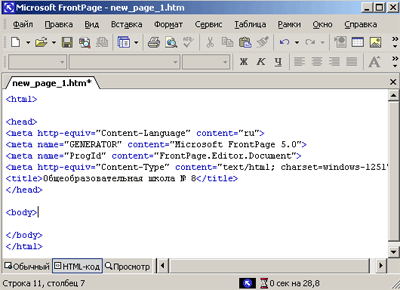 Microsoft FrontPage - new_page_1.htm
Файл Правка Вид Вставка Формат Сервис Таблица Рамки Окно Справка
new_page_1.htm*
<html>
<head>
<meta http-equiv="Content-Language" content="ru">
<meta name="GENERATOR" content="Microsoft FrontPage 5.0">
<meta name="ProgId" content="FrontPage.Editor.Document">
<meta http-equiv="Content-Type" content="text/html; charset=windows-1251"
<title>Общеобразовательная школа № 8</title>
</head>
<body>
</body>
</html>
Обычный HTML-код Просмотр
Строка 11, столбец 7 0 сек на 28,8